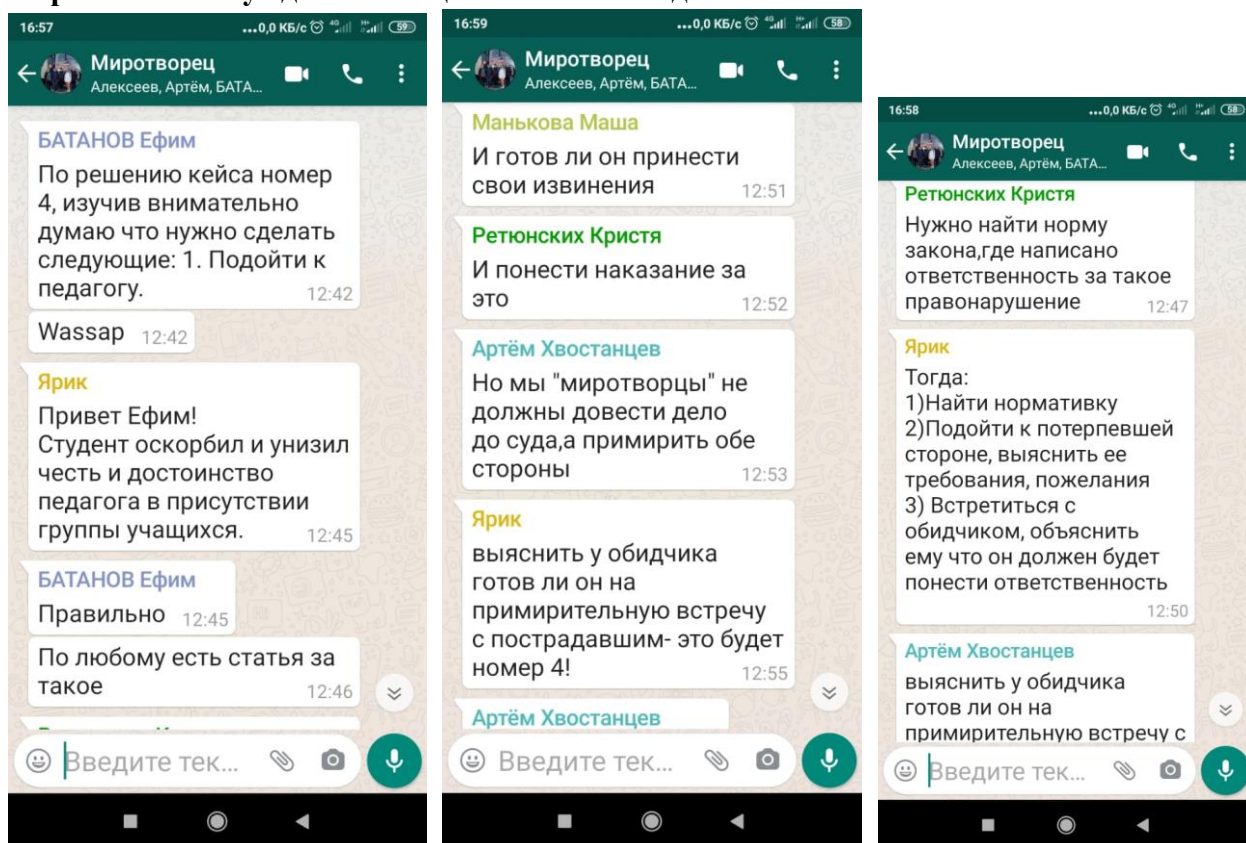 16:57
...0,0 КБ/с 4G H+ 59
Миротворец
Алексеев, Артём, БАТА...
БАТАНОВ Ефим
По решению кейса номер
4, изучив внимательно
думаю что нужно сделать
следующие: 1. Подойти к
педагогу. 12:42
Wassap 12:42
Ярик
Привет Ефим!
Студент оскорбил и унизил
честь и достоинство
педагога в присутствии
группы учащихся. 12:45
БАТАНОВ Ефим
Правильно 12:45
По любому есть статья за
такое 12:46
Введите тек...
16:59
...0,0 КБ/с 4G H+ 58
Миротворец
Алексеев, Артём, БАТА...
Манькова Маша
И готов ли он принести
свои извинения 12:51
Ретюнских Кристя
И понести наказание за
это 12:52
Артём Хвостанцев
Но мы "миротворцы" не
должны довести дело
до суда,а примирить обе
стороны 12:53
Ярик
выяснить у обидчика
готов ли он на
примирительную встречу
с пострадавшим- это будет
номер 4! 12:55
Артём Хвостанцев
Введите тек...
16:58
...0,0 КБ/с 4G H+ 58
Миротворец
Алексеев, Артём, БАТА...
Ретюнских Кристя
Нужно найти норму
закона,где написано
ответственность за такое
правонарушение 12:47
Ярик
Тогда:
1)Найти нормативку
2)Подойти к потерпевшей
стороне, выяснить ее
требования, пожелания
3) Встретиться с
обидчиком, объяснить
ему что он должен будет
понести ответственность
12:50
Артём Хвостанцев
выяснить у обидчика
готов ли он на
примирительную встречу с
Введите тек...